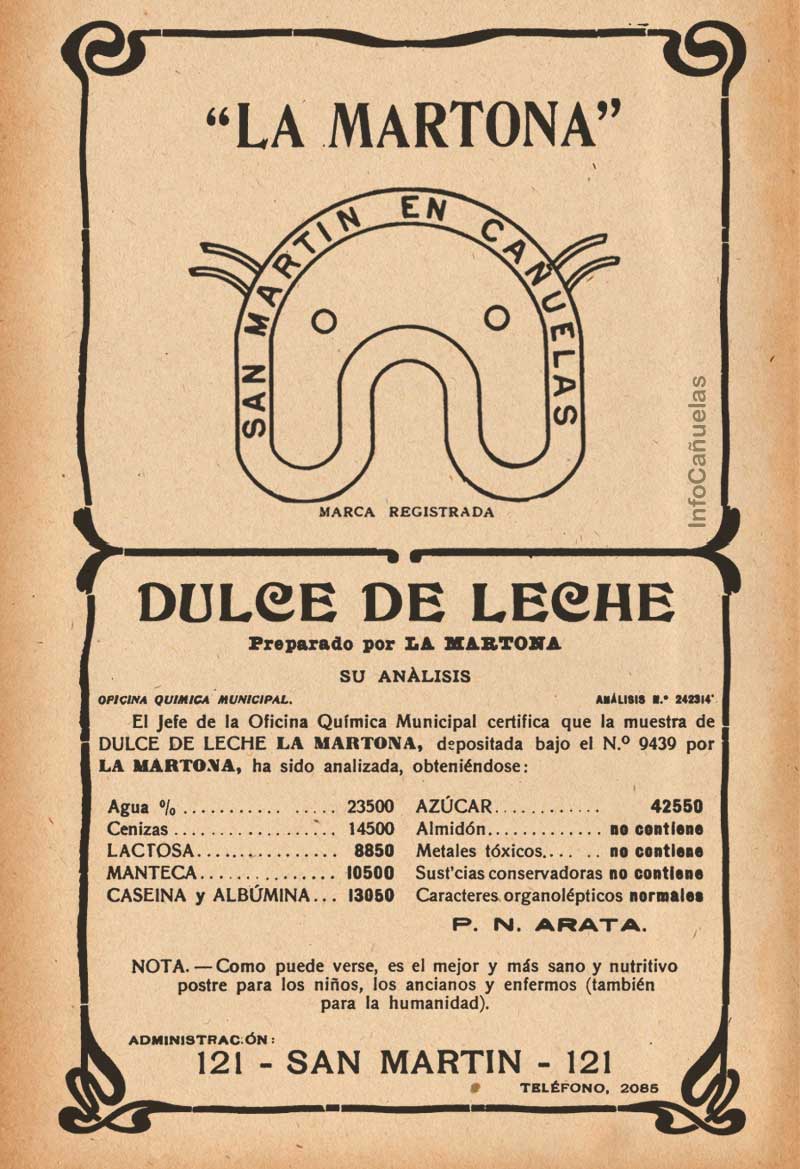 “LA MARTONA”
SAN MARTIN EN CAÑUELAS
MARCA REGISTRADA
InfoCañuelas
DULCE DE LECHE
Preparado por LA MARTONA
SU ANÀLISIS
OFICINA QUIMICA MUNICIPAL. ANÁLISIS N.º 242314
El Jefe de la Oficina Química Municipal certifica que la muestra de
DULCE DE LECHE LA MARTONA, depositada bajo el N.º 9439 por
LA MARTONA, ha sido analizada, obteniéndose:
Agua % ........... ..... 23500
Cenizas .................. 14500
LACTOSA................ 8850
MANTECA............... 10500
CASEINA y ALBÚMINA... 13050
AZÚCAR............ 42550
Almidón............. no contiene
Metales tóxicos.... .. no contiene
Sust'cias conservadoras no contiene
Caracteres organolépticos normales
P. N. ARATA.
NOTA. — Como puede verse, es el mejor y más sano y nutritivo
postre para los niños, los ancianos y enfermos (también
para la humanidad).
ADMINISTRACIÓN:
121 - SAN MARTIN - 121
TELÉFONO, 2085